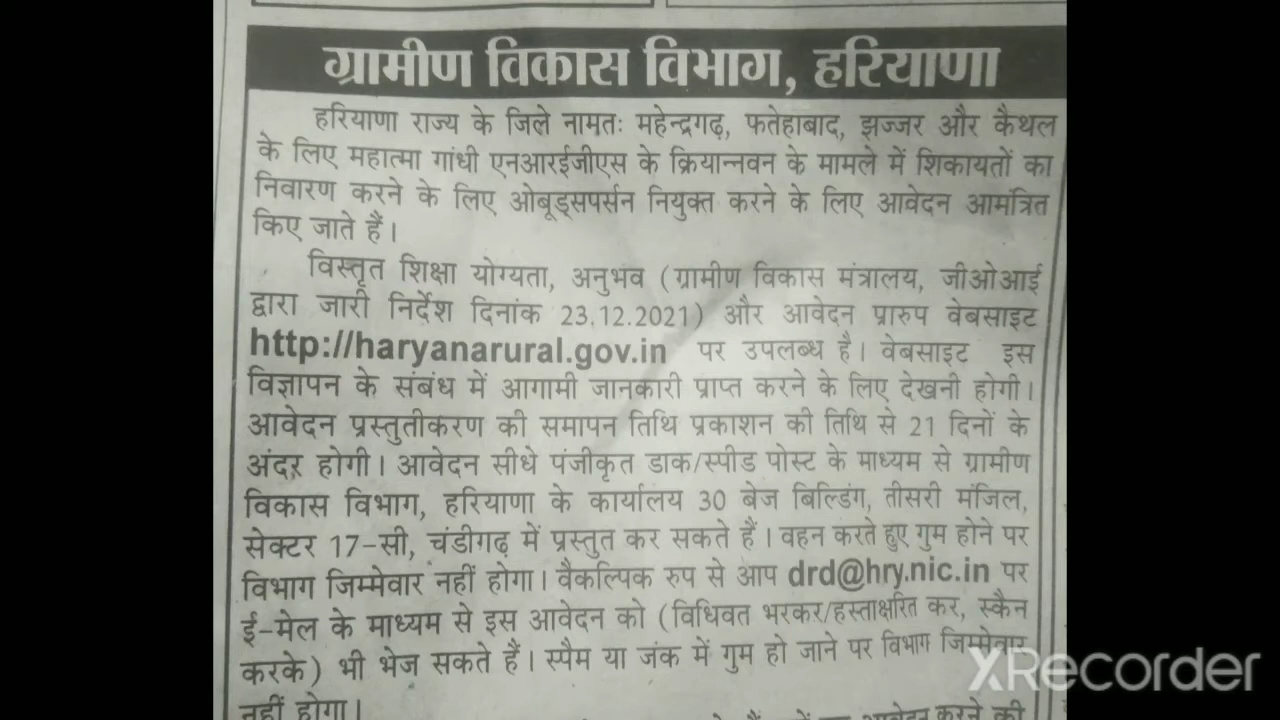 ग्रामीण विकास विभाग, हरियाणा
हरियाणा राज्य के जिले नामतः महेन्द्रगढ़, फतेहाबाद, झज्जर और कैथल
के लिए महात्मा गांधी एनआरईजीएस के क्रियान्नवन के मामले में शिकायतों का
निवारण करने के लिए ओबूड्सपर्सन नियुक्त करने के लिए आवेदन आमंत्रित
किए जाते हैं।
विस्तृत शिक्षा योग्यता, अनुभव (ग्रामीण विकास मंत्रालय, जीओआई
द्वारा जारी निर्देश दिनांक 23.12.2021) और आवेदन प्रारुप वेबसाइट
http://haryanarural.gov.in पर उपलब्ध है। वेबसाइट इस
विज्ञापन के संबंध में आगामी जानकारी प्राप्त करने के लिए देखनी होगी।
आवेदन प्रस्तुतीकरण की समापन तिथि प्रकाशन की तिथि से 21 दिनों के
अंदर होगी। आवेदन सीधे पंजीकृत डाक/स्पीड पोस्ट के माध्यम से ग्रामीण
विकास विभाग, हरियाणा के कार्यालय 30 बेज बिल्डिंग, तीसरी मंजिल,
सेक्टर 17-सी, चंडीगढ़ में प्रस्तुत कर सकते हैं। वहन करते हुए गुम होने पर
विभाग जिम्मेवार नहीं होगा। वैकल्पिक रुप से आप drd@hry.nic.in पर
ई-मेल के माध्यम से इस आवेदन को (विधिवत भरकर/हस्ताक्षरित कर, स्कैन
करके) भी भेज सकते हैं। स्पैम या जंक में गुम हो जाने पर विभाग जिम्मेवार
नहीं होगा।
आवेदन करने की
XRecorder